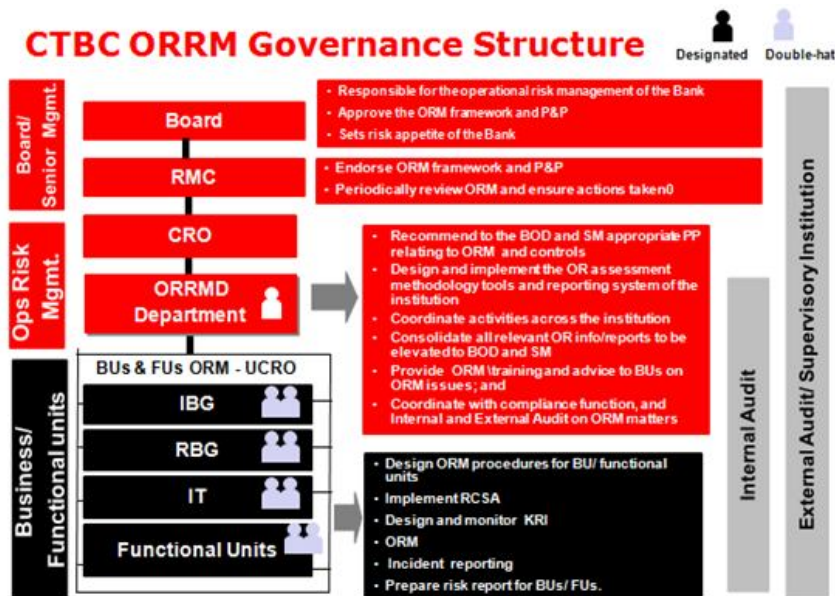 CTBC ORRM Governance Structure
Designated
Double-hat
Board/
Senior Mgmt.
Board
• Responsible for the operational risk management of the Bank
• Approve the ORM framework and P&P
• Sets risk appetite of the Bank
RMC
• Endorse ORM framework and P&P
• Periodically review ORM and ensure actions taken0
Ops Risk
Mgmt.
CRO
ORRMD
Department
• Recommend to the BOD and SM appropriate PP
relating to ORM and controls
• Design and implement the OR assessment
methodology tools and reporting system of the
institution
• Coordinate activities across the institution
• Consolidate all relevant OR info/reports to be
elevated to BOD and SM
• Provide ORM \training and advice to BUs on
ORM issues; and
• Coordinate with compliance function, and
Internal and External Audit on ORM matters
Business/
Functional units
BUs & FUs ORM - UCRO
IBG
RBG
IT
Functional Units
• Design ORM procedures for BU/ functional
units
• Implement RCSA
• Design and monitor KRI
• ORM
• Incident reporting
• Prepare risk report for BUs/ FUs.
Internal Audit
External Audit/ Supervisory Institution